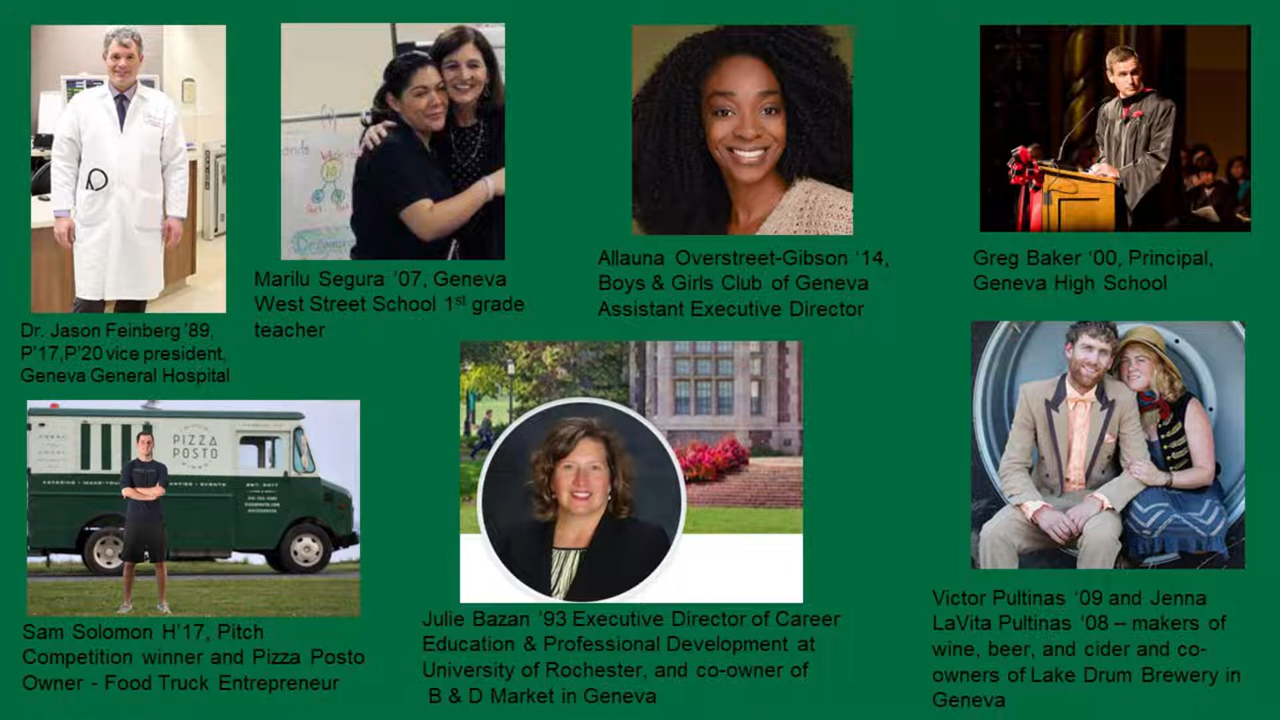 Dr. Jason Feinberg '89,
P'17,P'20 vice president,
Geneva General Hospital
Marilu Segura '07, Geneva
West Street School 1st grade
teacher
Allauna Overstreet-Gibson '14,
Boys & Girls Club of Geneva
Assistant Executive Director
Greg Baker '00, Principal,
Geneva High School
PIZZA
POSTO
Sam Solomon H'17, Pitch
Competition winner and Pizza Posto
Owner - Food Truck Entrepreneur
Julie Bazan '93 Executive Director of Career
Education & Professional Development at
University of Rochester, and co-owner of
B & D Market in Geneva
Victor Pultinas '09 and Jenna
LaVita Pultinas '08 – makers of
wine, beer, and cider and co-
owners of Lake Drum Brewery in
Geneva